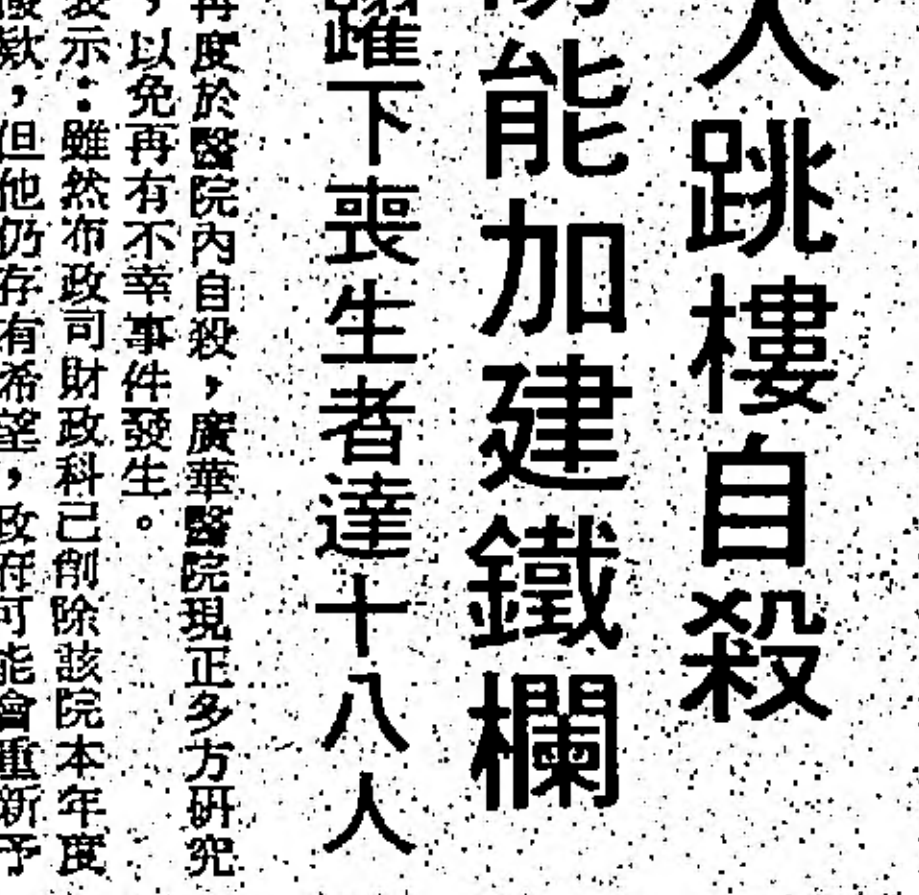 人跳樓自殺
能加建鐵欄
躍下喪生者達十八人
再度於醫院內自殺，廣華醫院現正多方研究
，以免再有不幸事件發生。
表示：雖然布政司財政科已削除該院本年度
撥款，但他仍存有希望，政府可能會重新予